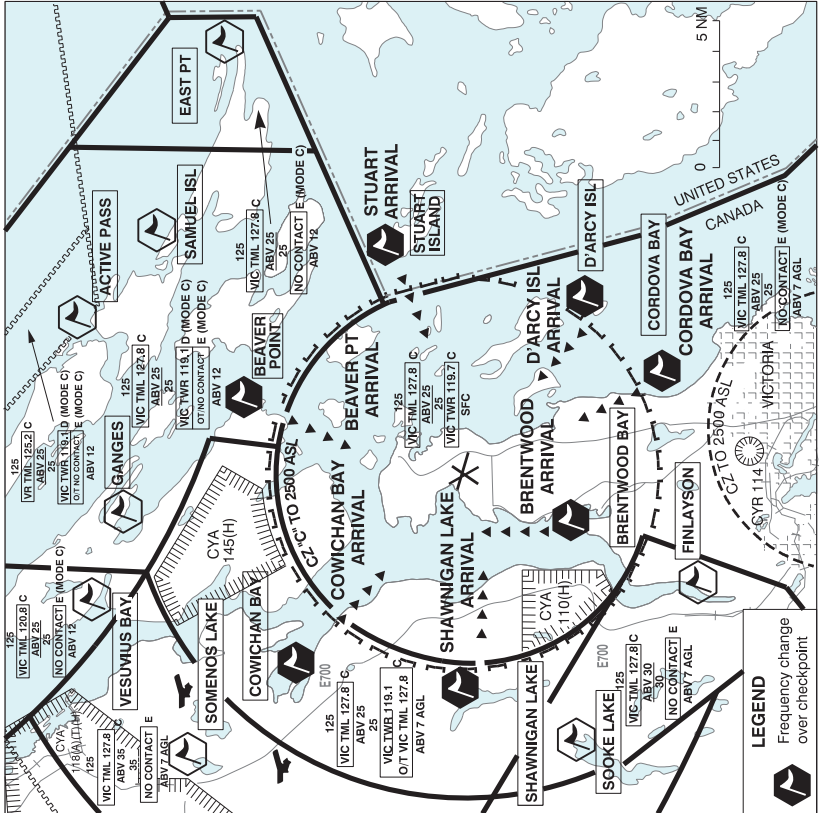 EAST PT
ACTIVE PASS
SAMUEL ISL
STUART
ARRIVAL
STUART
ISLAND
5 NM
0
UNITED STATES
CANADA
125
VR TML 125.2 C
ABV 25
25
VIC TWR 119.1 D (MODE C)
O/T NO CONTACT E (MODE C)
ABV 12
GANGES
125
VIC TML 127.8 C
ABV 25
25
VIC TWR 119.1 D (MODE C)
OT/NO CONTACT E (MODE C)
ABV 12
BEAVER
POINT
125
VIC TML 127.8 C
ABV 25
25
NO CONTACT E (MODE C)
ABV 12
D'ARCY ISL
CORDOVA BAY
CORDOVA BAY
ARRIVAL
125
VIC TML 127.8 C
ABV 25
25
NO CONTACT E (MODE C)
ABV 7 AGL
125
VIC TML 120.8 C
ABV 25
25
NO CONTACT E (MODE C)
ABV 12
VESUVIUS BAY
CYA
145(H)
CZ "C" TO 2500 ASL
BEAVER PT
ARRIVAL
D'ARCY ISL
ARRIVAL
125
VIC TML 127.8 C
ABV 25
25
VIC TWR 119.7 C
SFC
COWICHAN BAY
ARRIVAL
SHAWNIGAN LAKE
ARRIVAL
BRENTWOOD
ARRIVAL
BRENTWOOD BAY
CZ TO 2500 ASL
CYR 114
VICTORIA
FINLAYSON
SOMENOS LAKE
COWICHAN BAY
E700
CYA
110(H)
CYA
125
VIC TML 127.8 C
ABV 35
35
NO CONTACT E
ABV 7 AGL
125
VIC TML 127.8 C
ABV 25
25
VIC TWR 119.1 C
O/T VIC TML 127.8
ABV 7 AGL
SHAWNIGAN LAKE
SOOKE LAKE
E700
125
VIC TML 127.8 C
ABV 30
30
NO CONTACT E
ABV 7 AGL
LEGEND
Frequency change
over checkpoint